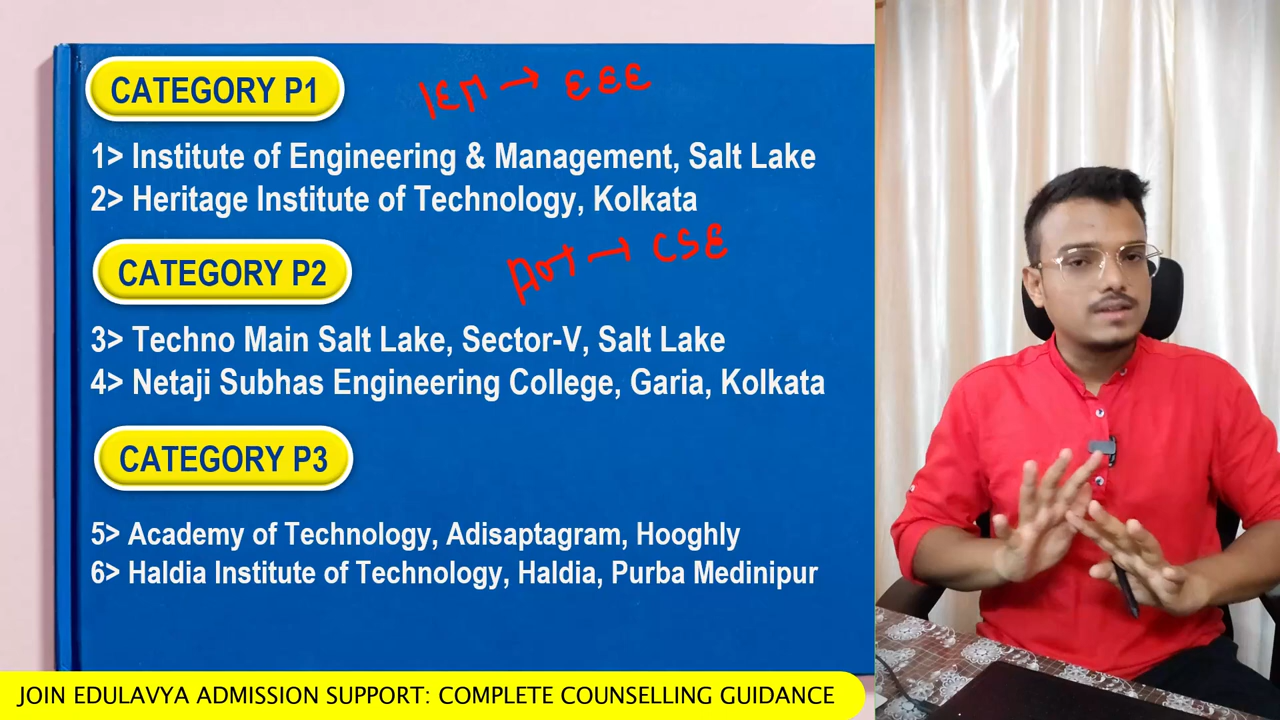 CATEGORY P1
IEM → EEE
1> Institute of Engineering & Management, Salt Lake
2> Heritage Institute of Technology, Kolkata
AOT → CSE
CATEGORY P2
3> Techno Main Salt Lake, Sector-V, Salt Lake
4> Netaji Subhas Engineering College, Garia, Kolkata
CATEGORY P3
5> Academy of Technology, Adisaptagram, Hooghly
6> Haldia Institute of Technology, Haldia, Purba Medinipur
JOIN EDULAVYA ADMISSION SUPPORT: COMPLETE COUNSELLING GUIDANCE